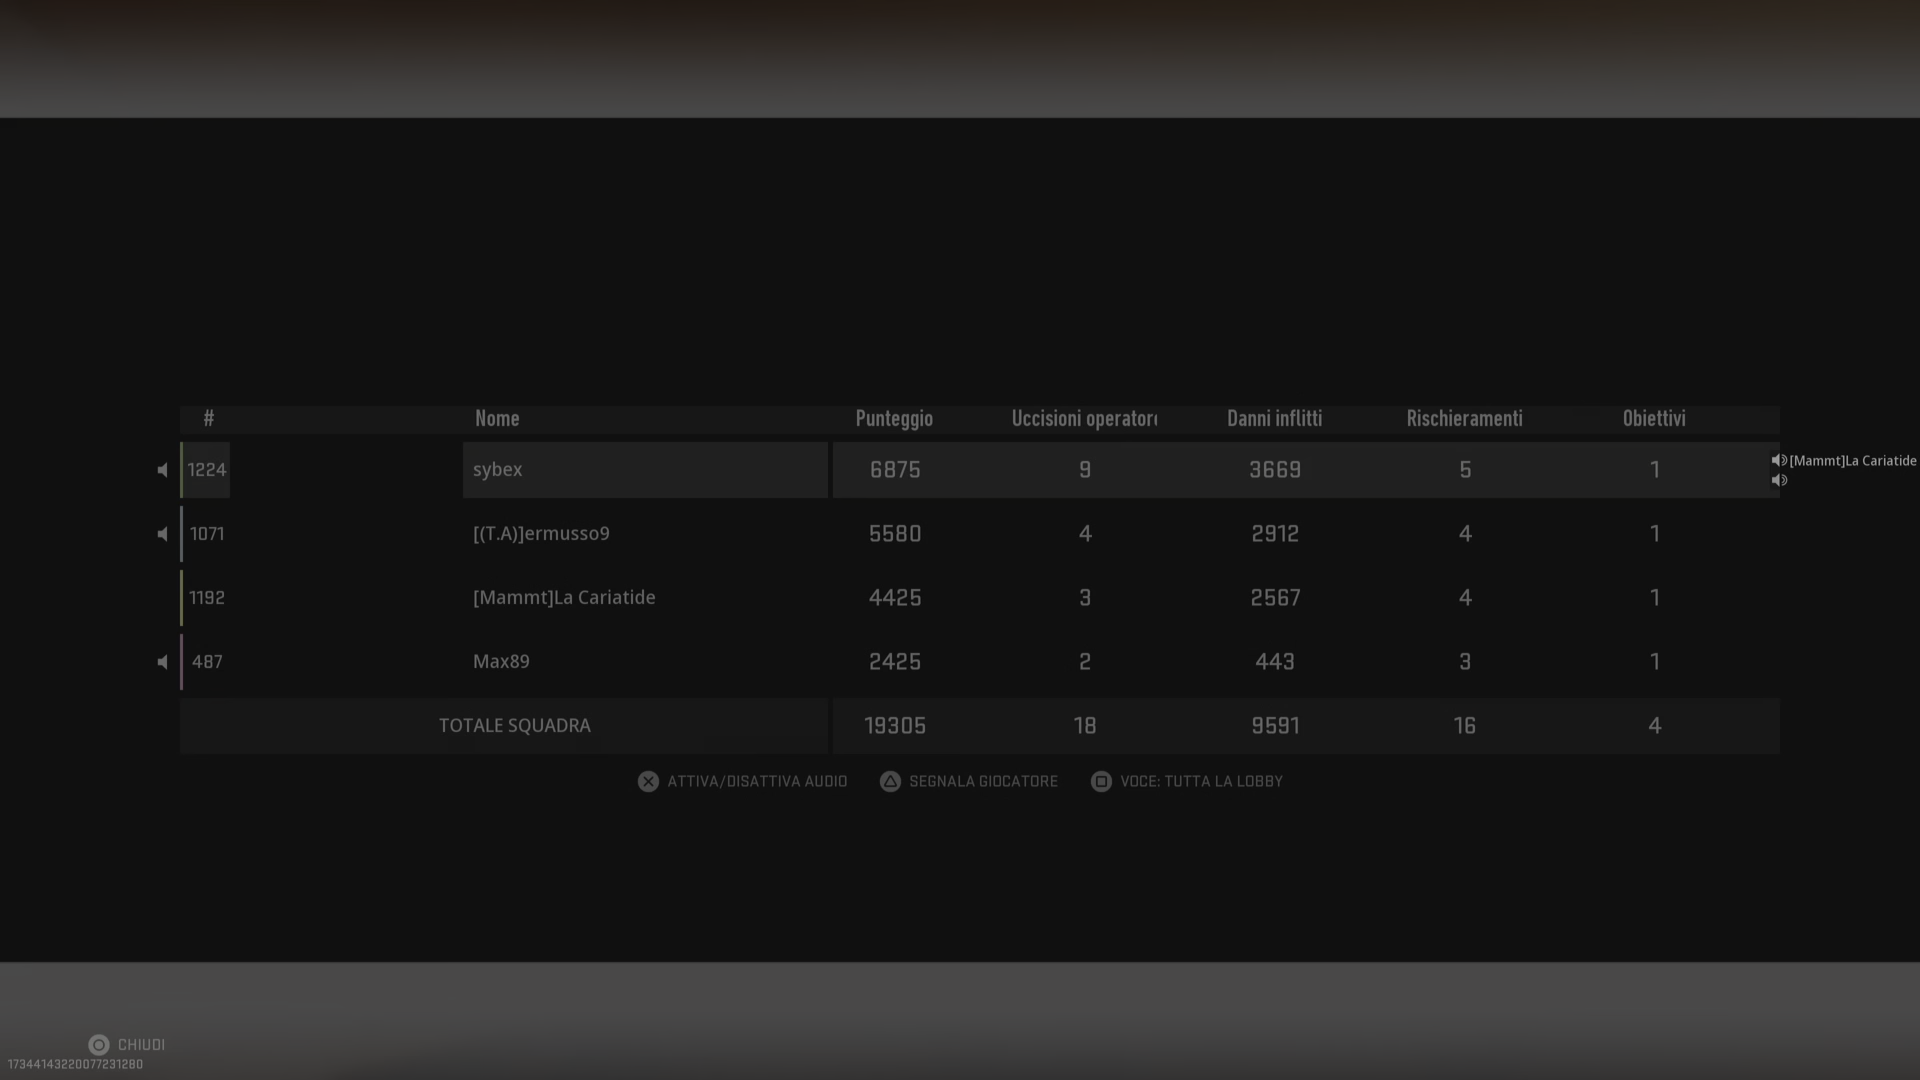 # Nome Punteggio Uccisioni operator Danni inflitti Rischieramenti Obiettivi
1224 sybex 6875 9 3669 5 1
[Mammt]La Cariatide
1071 [(T.A)]ermusso9 5580 4 2912 4 1
1192 [Mammt]La Cariatide 4425 3 2567 4 1
487 Max89 2425 2 443 3 1
TOTALE SQUADRA 19305 18 9591 16 4
ATTIVA/DISATTIVA AUDIO SEGNALA GIOCATORE VOCE: TUTTA LA LOBBY
CHIUDI
17344143220077231280